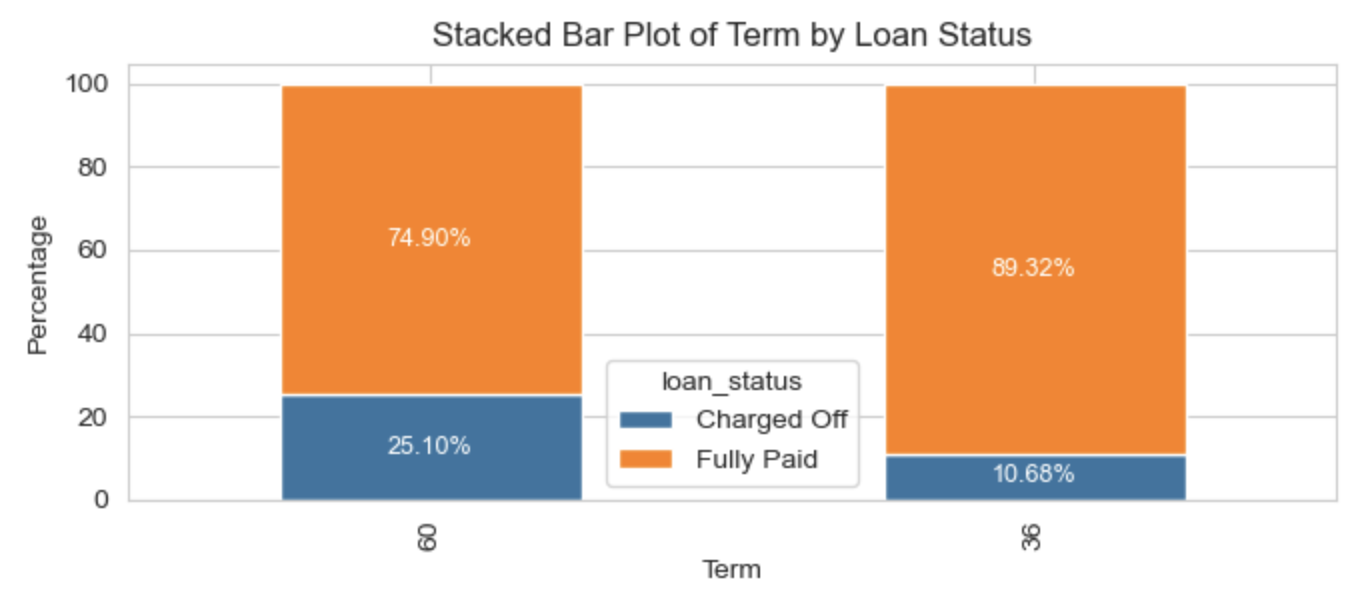 Stacked Bar Plot of Term by Loan Status
100
80
60
40
20
0
Percentage
74.90%
25.10%
89.32%
10.68%
loan_status
Charged Off
Fully Paid
60
36
Term